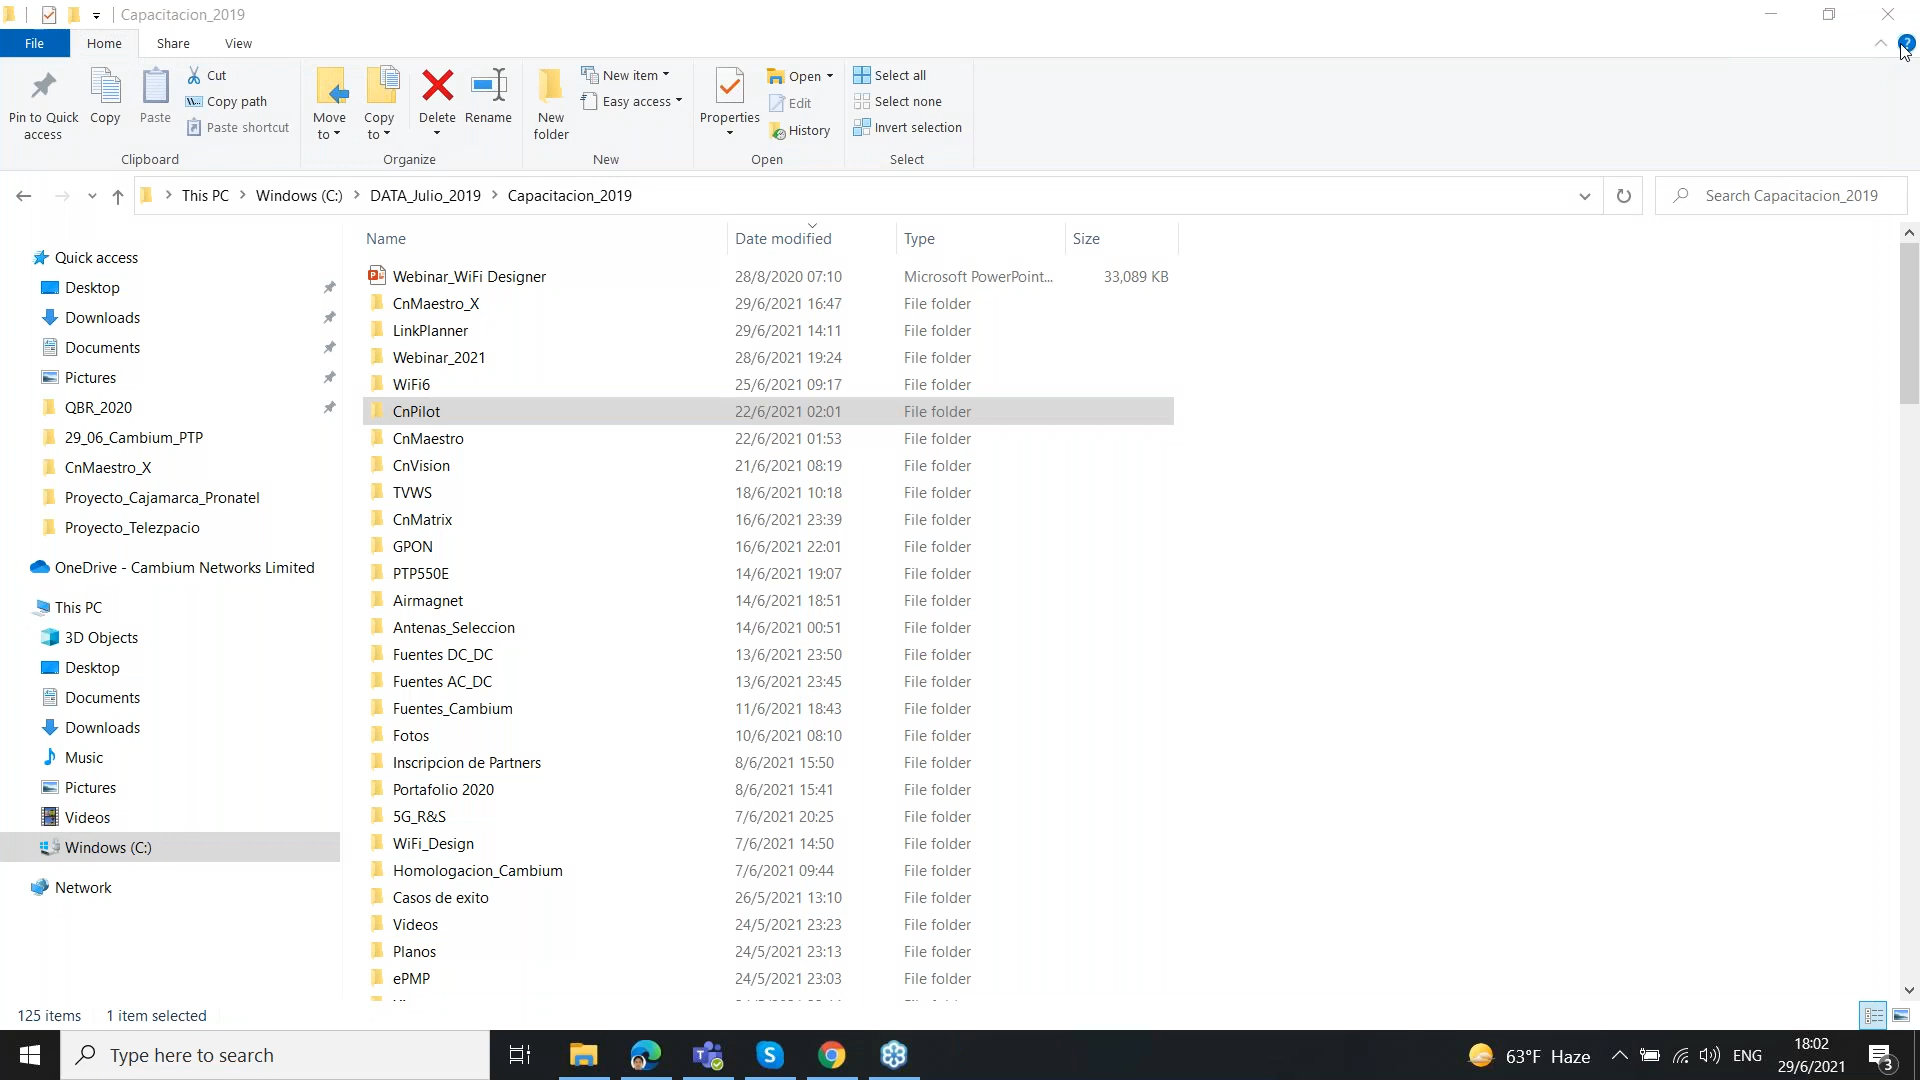 Capacitacion_2019
File Home Share View
Pin to Quick access
Copy
Paste
Cut
Copy path
Paste shortcut
Clipboard
Move to
Copy to
Delete
Rename
Organize
New folder
New item
Easy access
New
Properties
Open
Edit
History
Open
Select all
Select none
Invert selection
Select
This PC > Windows (C:) > DATA_Julio_2019 > Capacitacion_2019
Search Capacitacion_2019
Quick access
Desktop
Downloads
Documents
Pictures
QBR_2020
29_06_Cambium_PTP
CnMaestro_X
Proyecto_Cajamarca_Pronatel
Proyecto_Telezpacio
OneDrive - Cambium Networks Limited
This PC
3D Objects
Desktop
Documents
Downloads
Music
Pictures
Videos
Windows (C:)
Network
Name Date modified Type Size
Webinar_WiFi Designer 28/8/2020 07:10 Microsoft PowerPoint... 33,089 KB
CnMaestro_X 29/6/2021 16:47 File folder
LinkPlanner 29/6/2021 14:11 File folder
Webinar_2021 28/6/2021 19:24 File folder
WiFi6 25/6/2021 09:17 File folder
CnPilot 22/6/2021 02:01 File folder
CnMaestro 22/6/2021 01:53 File folder
CnVision 21/6/2021 08:19 File folder
TVWS 18/6/2021 10:18 File folder
CnMatrix 16/6/2021 23:39 File folder
GPON 16/6/2021 22:01 File folder
PTP550E 14/6/2021 19:07 File folder
Airmagnet 14/6/2021 18:51 File folder
Antenas_Seleccion 14/6/2021 00:51 File folder
Fuentes DC_DC 13/6/2021 23:50 File folder
Fuentes AC_DC 13/6/2021 23:45 File folder
Fuentes_Cambium 11/6/2021 18:43 File folder
Fotos 10/6/2021 08:10 File folder
Inscripcion de Partners 8/6/2021 15:50 File folder
Portafolio 2020 8/6/2021 15:41 File folder
5G_R&S 7/6/2021 20:25 File folder
WiFi_Design 7/6/2021 14:50 File folder
Homologacion_Cambium 7/6/2021 09:44 File folder
Casos de exito 26/5/2021 13:10 File folder
Videos 24/5/2021 23:23 File folder
Planos 24/5/2021 23:13 File folder
ePMP 24/5/2021 23:03 File folder
125 items 1 item selected
Type here to search
63°F Haze
ENG
18:02
29/6/2021
3